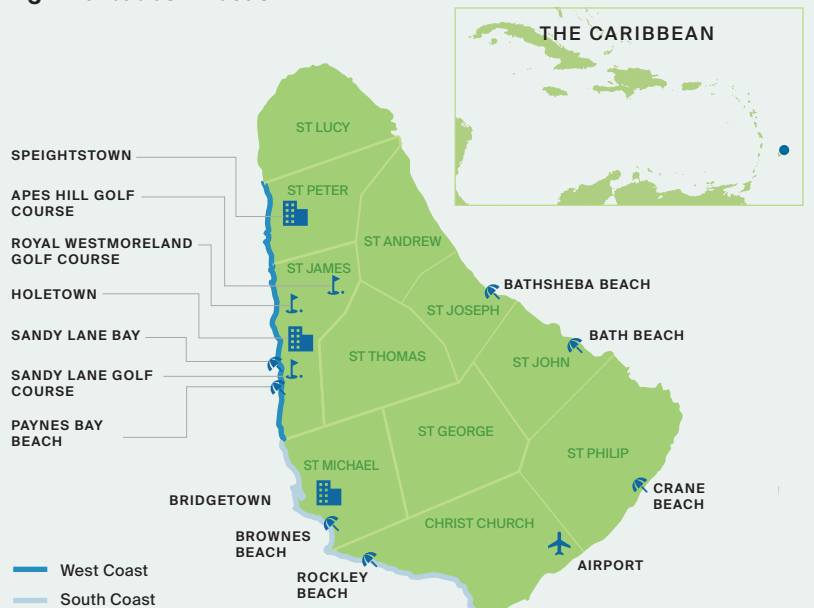 THE CARIBBEAN
ST LUCY
SPEIGHTSTOWN
ST PETER
APES HILL GOLF
COURSE
ROYAL WESTMORELAND
GOLF COURSE
ST ANDREW
ST JAMES
HOLETOWN
BATHSHEBA BEACH
ST JOSEPH
SANDY LANE BAY
BATH BEACH
ST THOMAS
ST JOHN
SANDY LANE GOLF
COURSE
PAYNES BAY
BEACH
ST GEORGE
ST PHILIP
ST MICHAEL
BRIDGETOWN
CRANE
BEACH
CHRIST CHURCH
BROWNES
BEACH
AIRPORT
ROCKLEY
BEACH
West Coast
South Coast